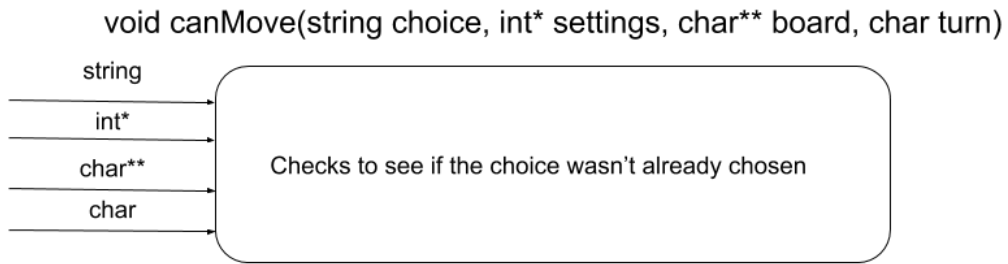 void canMove(string choice, int* settings, char** board, char turn)
string
int*
char**
Checks to see if the choice wasn't already chosen
char